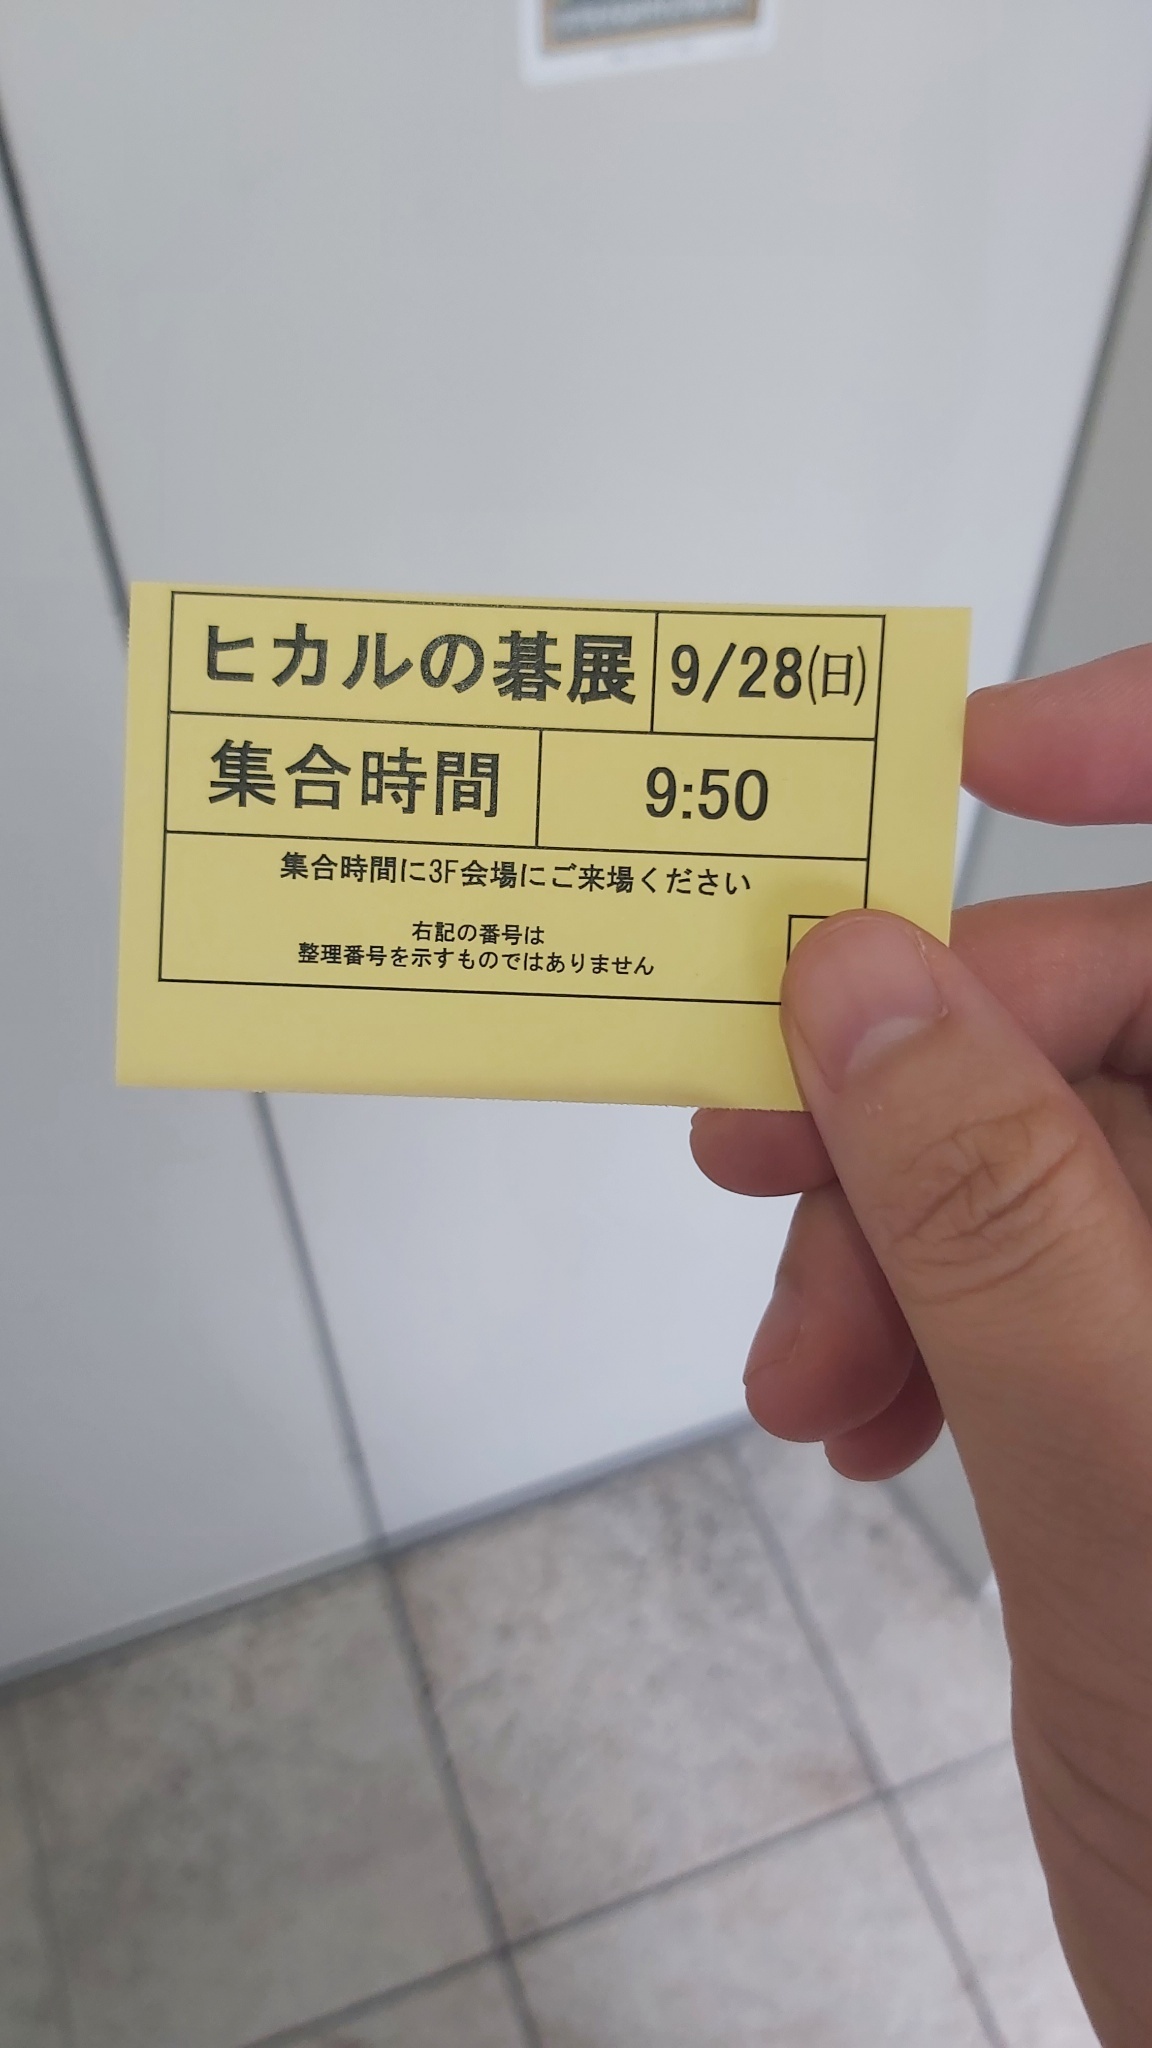 ヒカルの碁展 9/28(日)
集合時間 9:50
集合時間に3F会場にご来場ください
右記の番号は
整理番号を示すものではありません